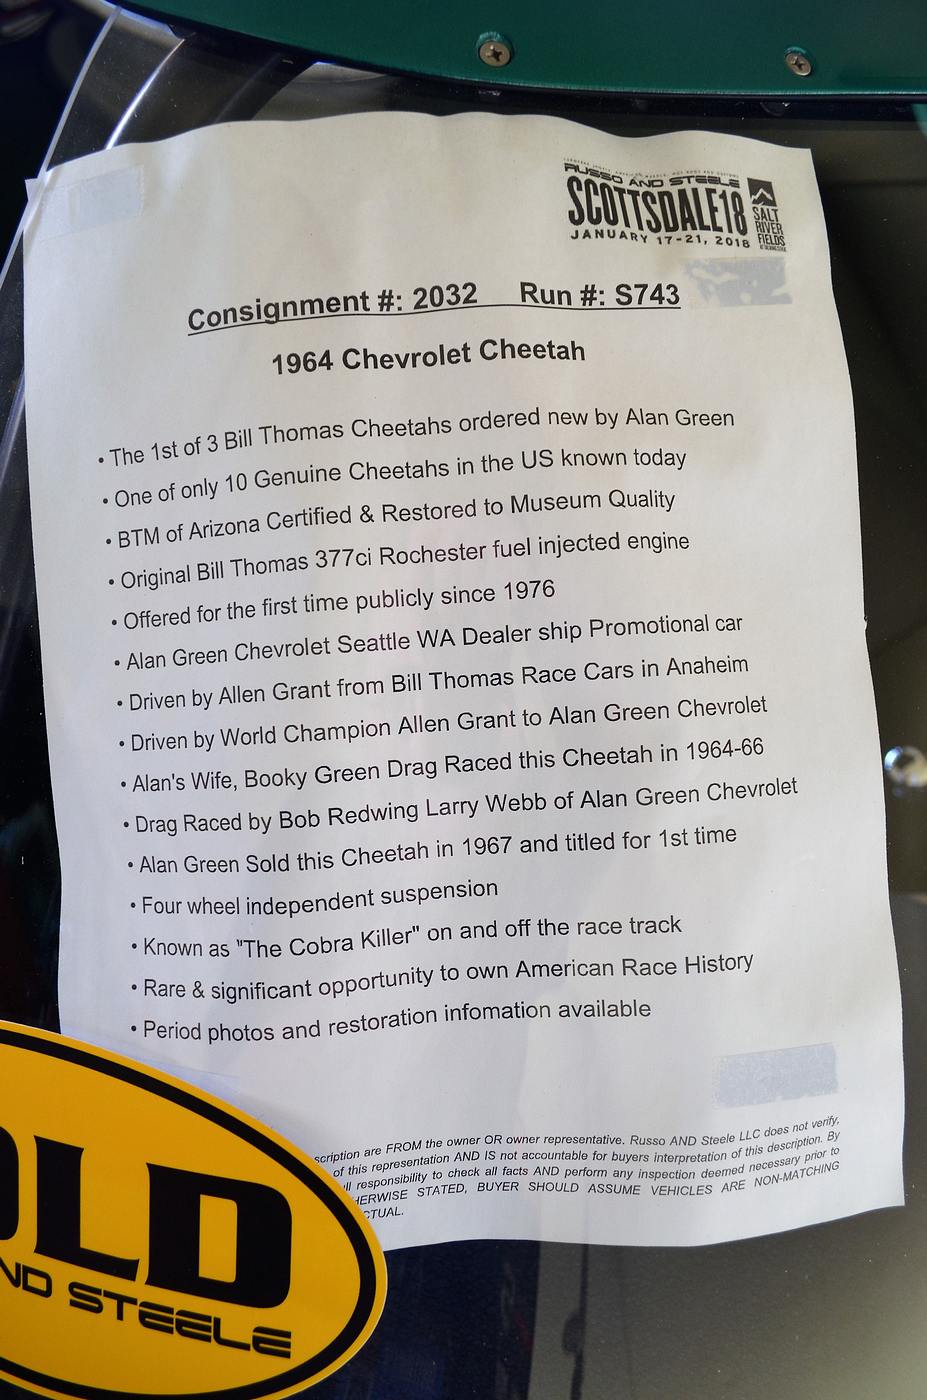 RUSSO AND STEELE
SCOTTSDALE18
JANUARY 17-21, 2018
SALT
RIVER
FIELDS
Consignment #: 2032 Run #: S743
1964 Chevrolet Cheetah
• The 1st of 3 Bill Thomas Cheetahs ordered new by Alan Green
• One of only 10 Genuine Cheetahs in the US known today
• BTM of Arizona Certified & Restored to Museum Quality
• Original Bill Thomas 377ci Rochester fuel injected engine
• Offered for the first time publicly since 1976
• Alan Green Chevrolet Seattle WA Dealer ship Promotional car
• Driven by Allen Grant from Bill Thomas Race Cars in Anaheim
• Driven by World Champion Allen Grant to Alan Green Chevrolet
• Alan's Wife, Booky Green Drag Raced this Cheetah in 1964-66
• Drag Raced by Bob Redwing Larry Webb of Alan Green Chevrolet
• Alan Green Sold this Cheetah in 1967 and titled for 1st time
• Four wheel independent suspension
• Known as "The Cobra Killer" on and off the race track
• Rare & significant opportunity to own American Race History
• Period photos and restoration infomation available
scription are FROM the owner OR owner representative. Russo AND Steele LLC does not verify,
of this representation AND IS not accountable for buyers interpretation of this description. By
ll responsibility to check all facts AND perform any inspection deemed necessary prior to
HERWISE STATED, BUYER SHOULD ASSUME VEHICLES ARE NON-MATCHING
CTUAL.
OLD
ND STEELE